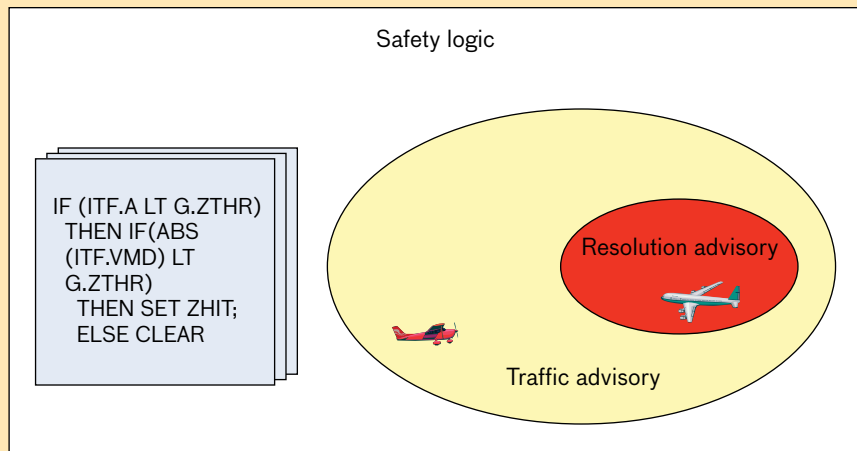 Safety logic
IF (ITF.A LT G.ZTHR)
THEN IF(ABS
(ITF.VMD) LT
G.ZTHR)
THEN SET ZHIT;
ELSE CLEAR
Resolution advisory
Traffic advisory